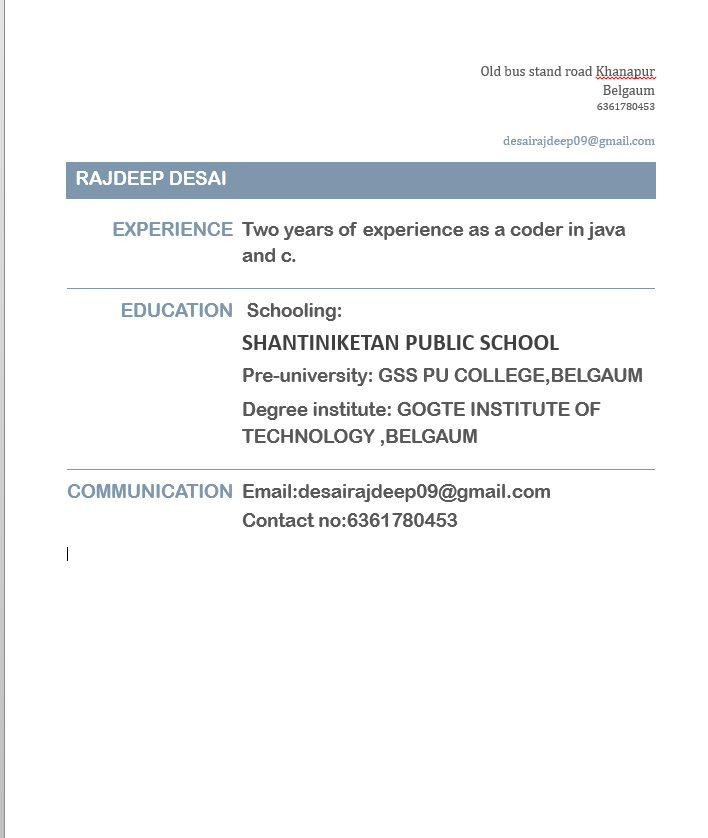 Old bus stand road Khanapur
Belgaum
6361780453
desairajdeep09@gmail.com
RAJDEEP DESAI
EXPERIENCE Two years of experience as a coder in java
and c.
EDUCATION Schooling:
SHANTINIKETAN PUBLIC SCHOOL
Pre-university: GSS PU COLLEGE,BELGAUM
Degree institute: GOGTE INSTITUTE OF
TECHNOLOGY ,BELGAUM
COMMUNICATION Email:desairajdeep09@gmail.com
Contact no:6361780453